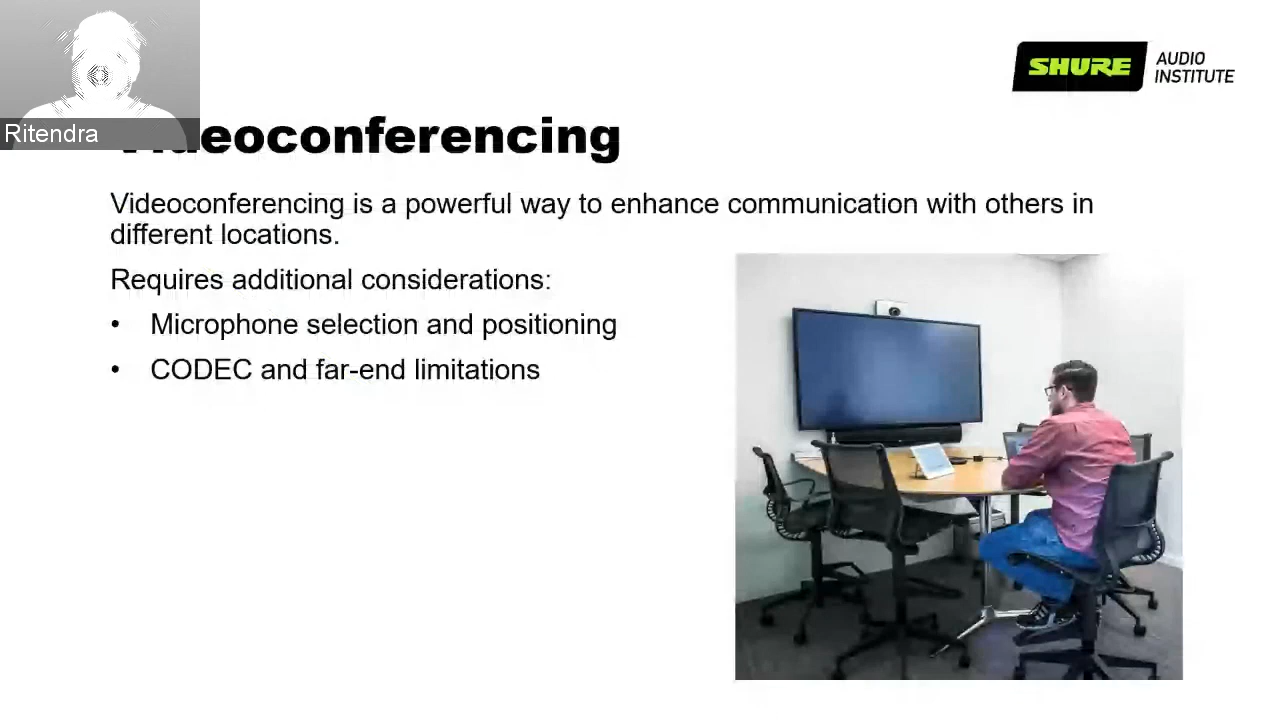 SHURE AUDIO
INSTITUTE
Ritendra
Videoconferencing
Videoconferencing is a powerful way to enhance communication with others in
different locations.
Requires additional considerations:
• Microphone selection and positioning
• CODEC and far-end limitations